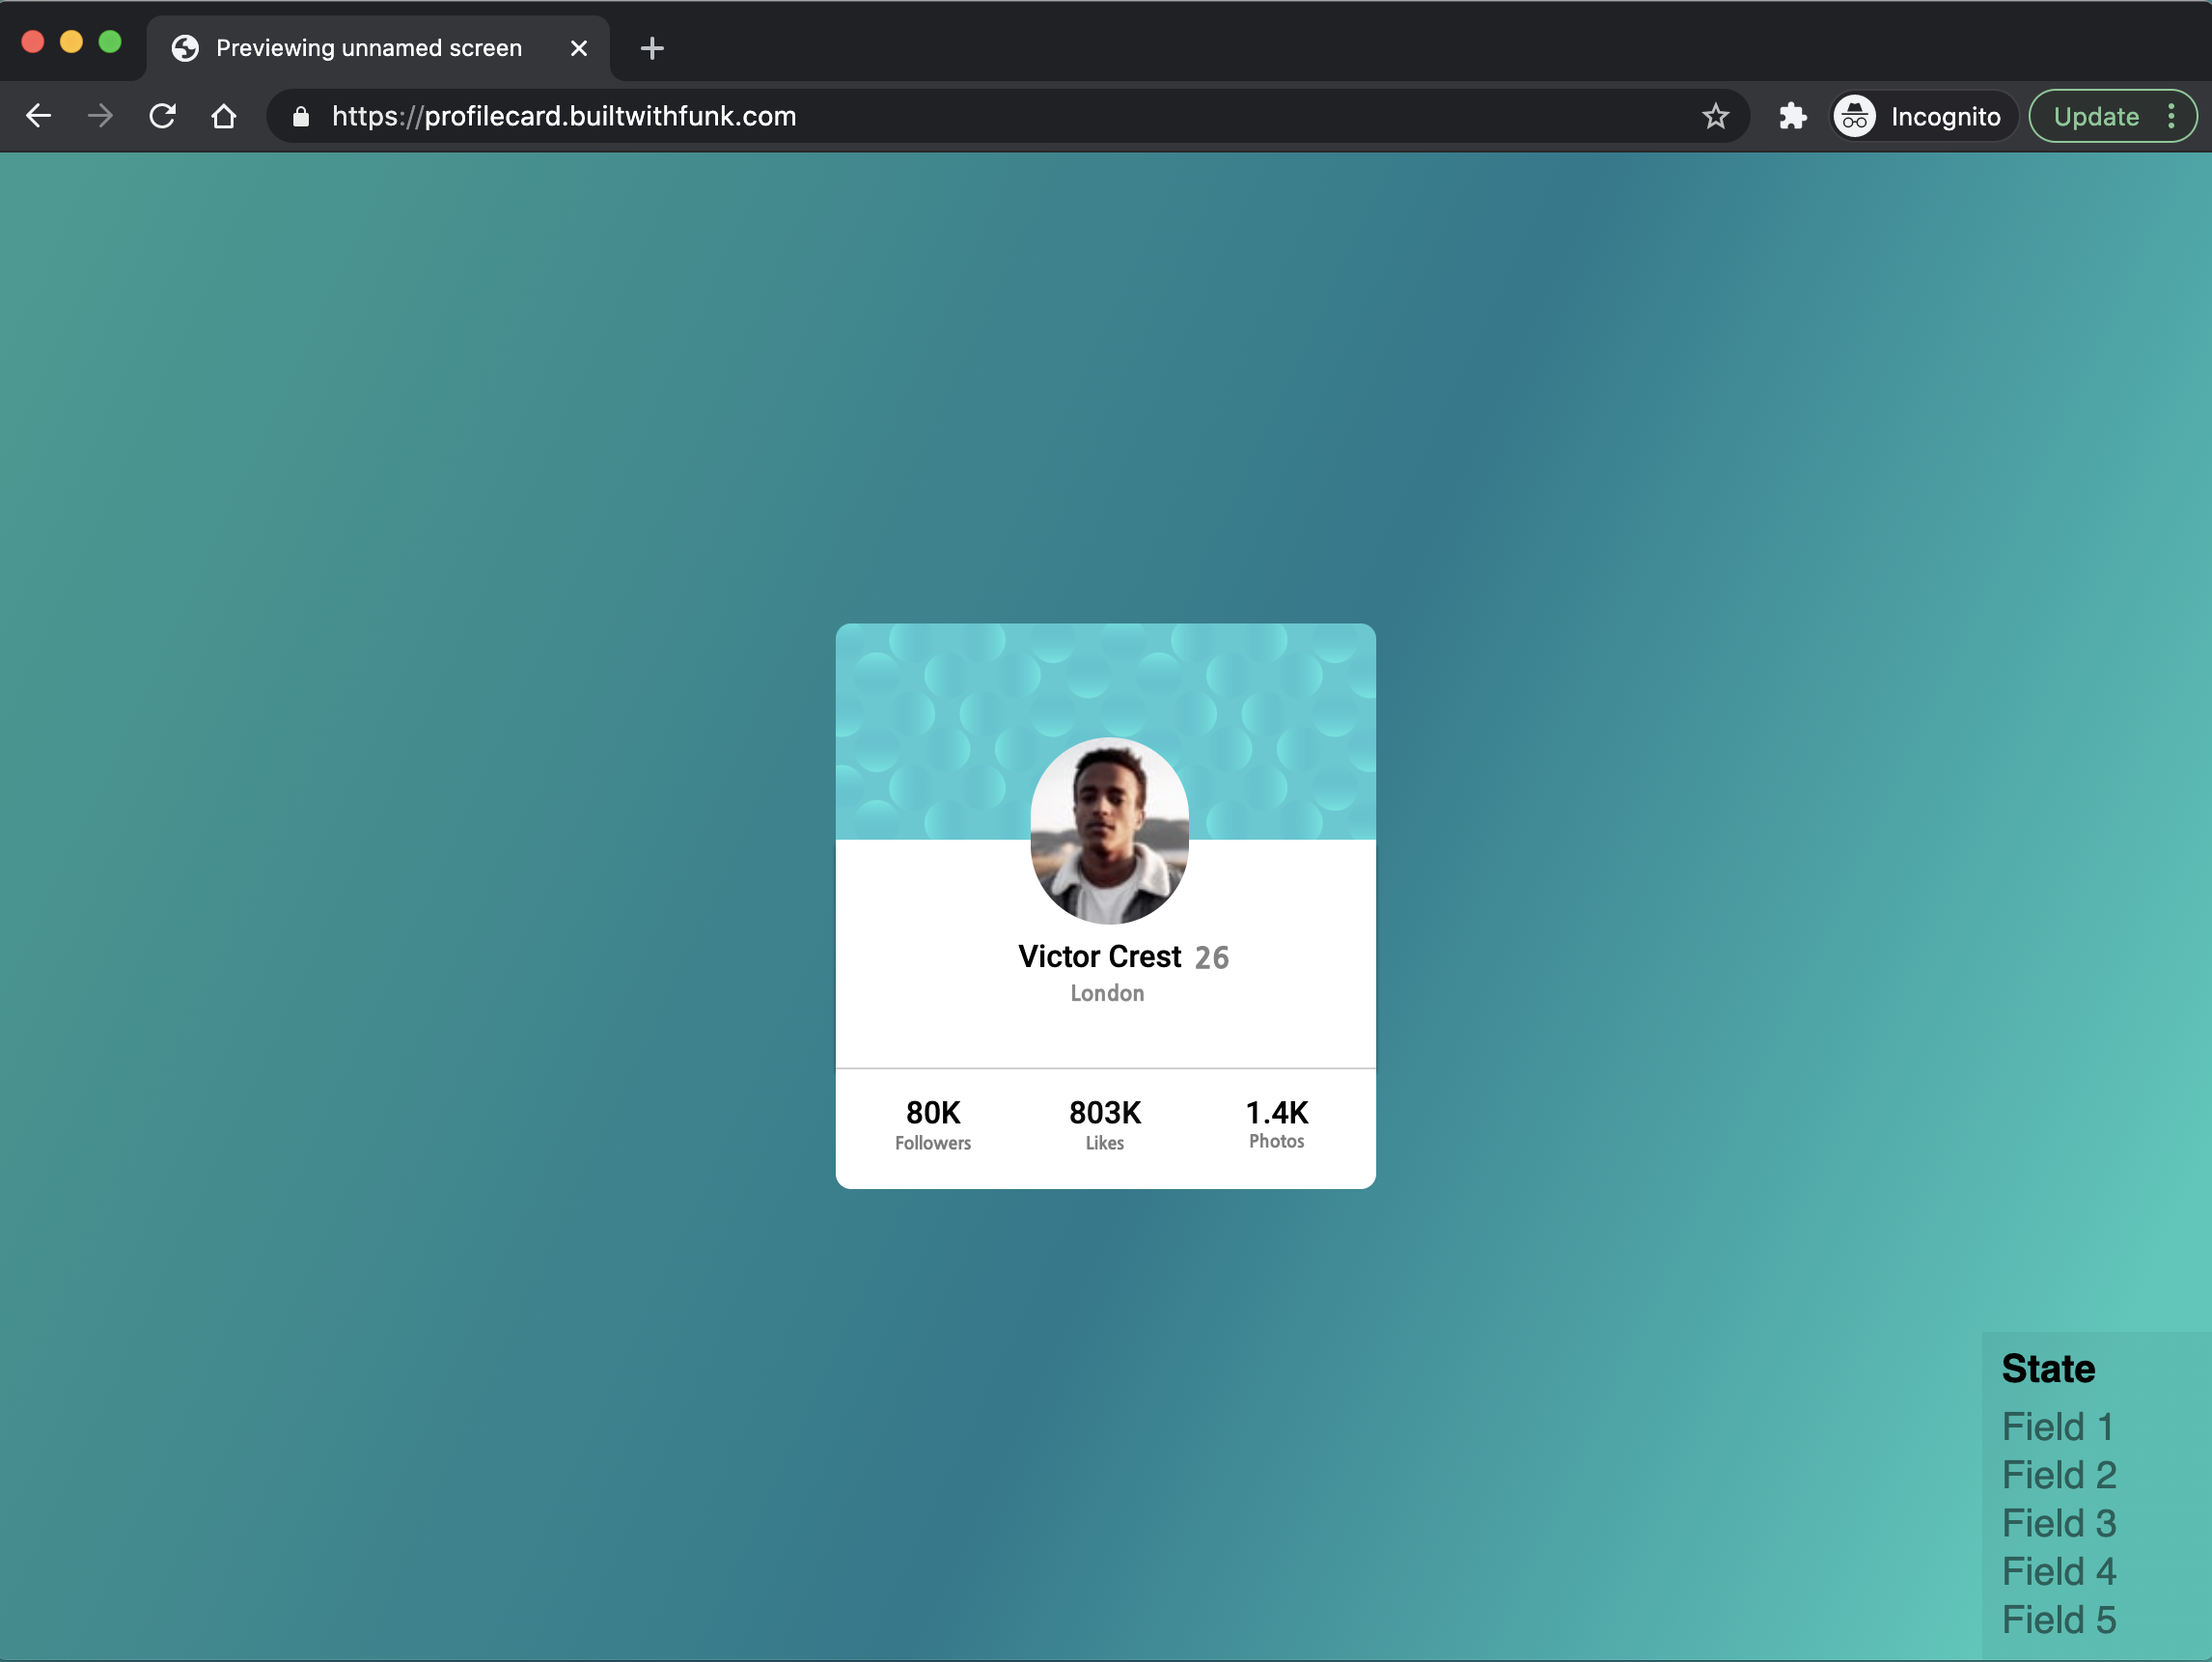 Previewing unnamed screen
https://profilecard.builtwithfunk.com
Incognito
Update
Victor Crest 26
London
80K
Followers
803K
Likes
1.4K
Photos
State
Field 1
Field 2
Field 3
Field 4
Field 5